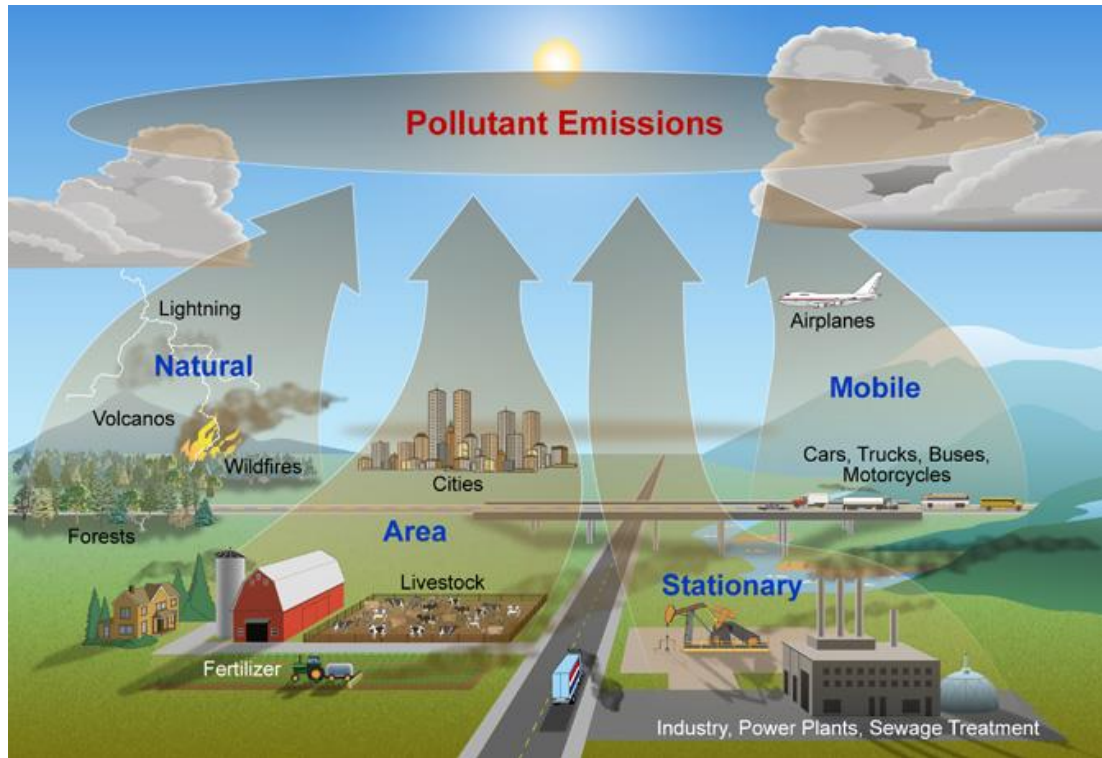 Pollutant Emissions
Lightning
Natural
Volcanos
Wildfires
Forests
Cities
Area
Livestock
Fertilizer
Airplanes
Mobile
Cars, Trucks, Buses,
Motorcycles
Stationary
Industry, Power Plants, Sewage Treatment